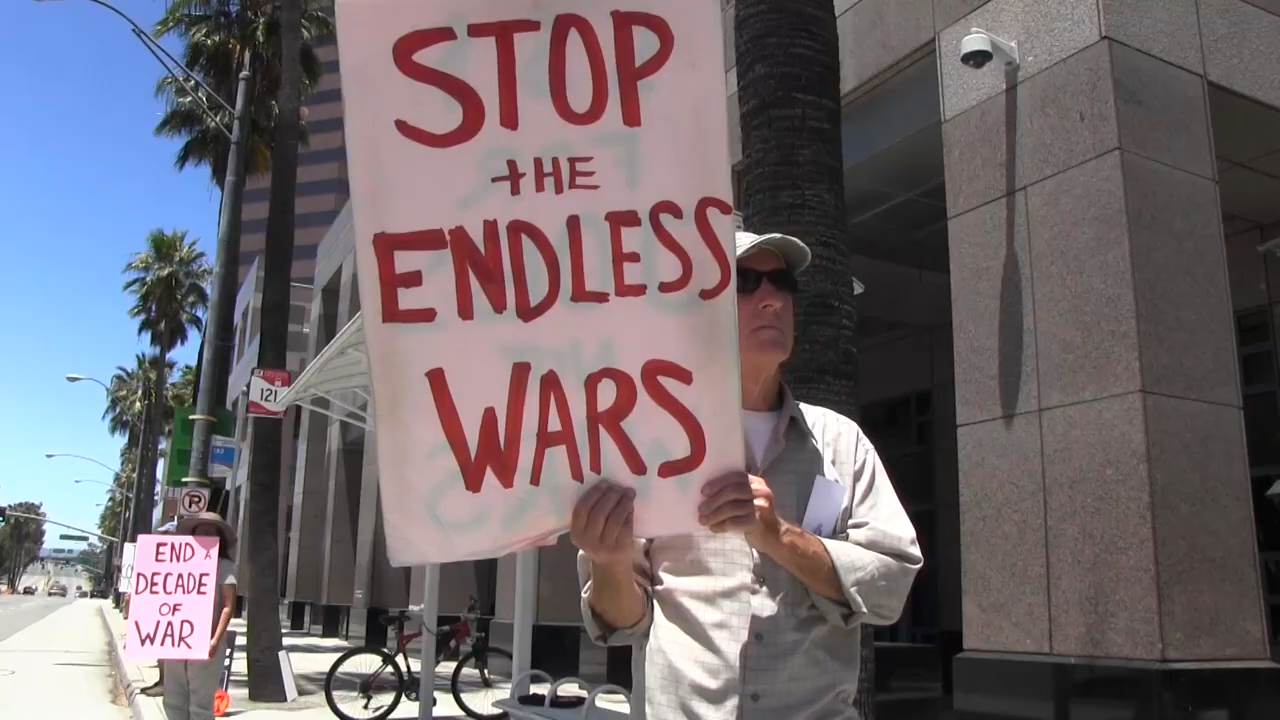 STOP
tHE
ENDLESS
WARS
121
END A
DECADE
OF
WAR